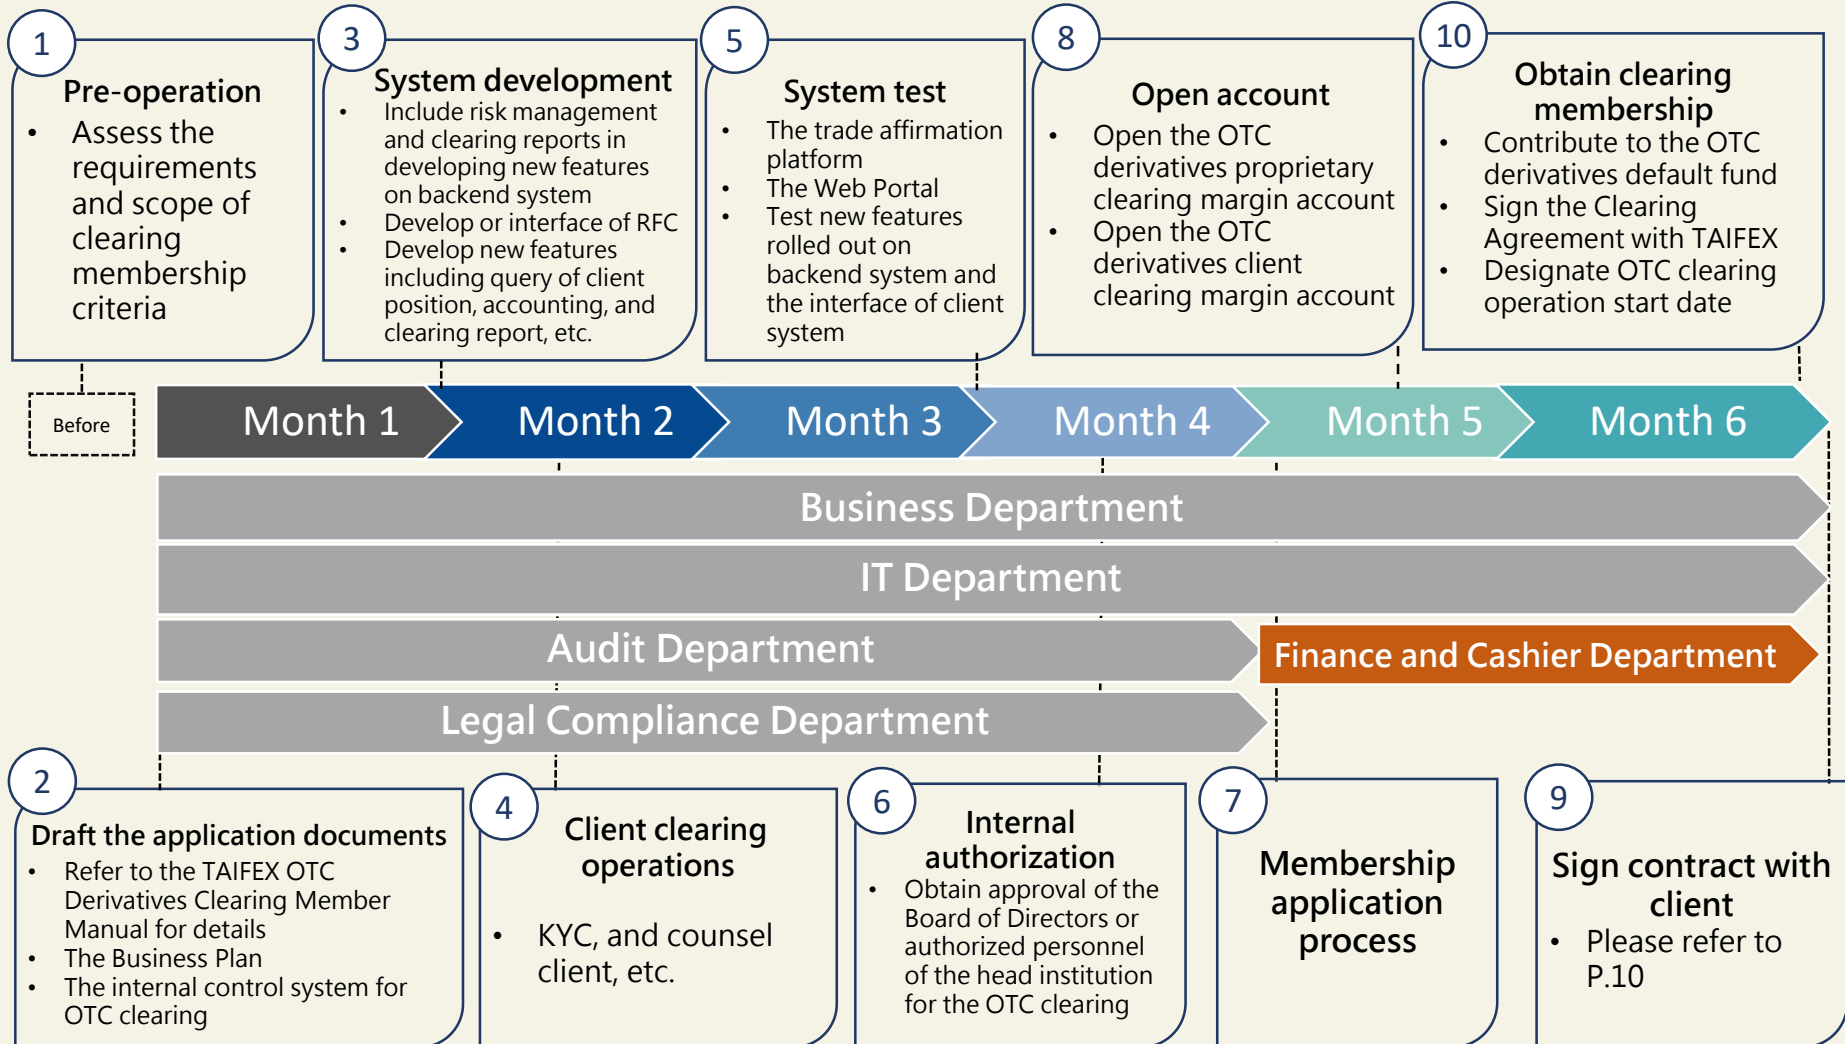 1
Pre-operation
• Assess the
requirements
and scope of
clearing
membership
criteria
3
System development
• Include risk management
and clearing reports in
developing new features
on backend system
• Develop or interface of RFC
• Develop new features
including query of client
position, accounting, and
clearing report, etc.
5
System test
• The trade affirmation
platform
• The Web Portal
• Test new features
rolled out on
backend system and
the interface of client
system
8
Open account
• Open the OTC
derivatives proprietary
clearing margin account
• Open the OTC
derivatives client
clearing margin account
10
Obtain clearing
membership
• Contribute to the OTC
derivatives default fund
• Sign the Clearing
Agreement with TAIFEX
• Designate OTC clearing
operation start date
Before
Month 1
Month 2
Month 3
Month 4
Month 5
Month 6
Business Department
IT Department
Audit Department
Finance and Cashier Department
Legal Compliance Department
2
Draft the application documents
• Refer to the TAIFEX OTC
Derivatives Clearing Member
Manual for details
• The Business Plan
• The internal control system for
OTC clearing
4
Client clearing
operations
• KYC, and counsel
client, etc.
6
Internal
authorization
• Obtain approval of the
Board of Directors or
authorized personnel
of the head institution
for the OTC clearing
7
Membership
application
process
9
Sign contract with
client
• Please refer to
P.10